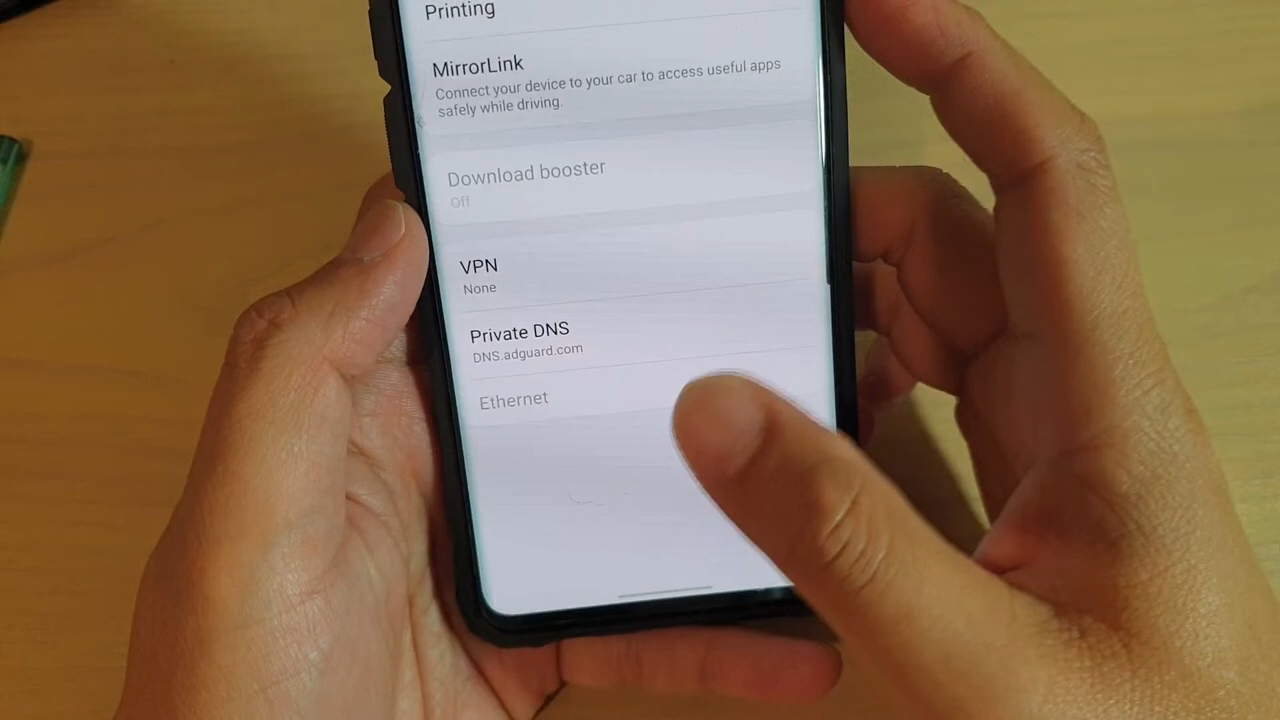 Printing
MirrorLink
Connect your device to your car to access useful apps
safely while driving.
Download booster
Off
VPN
None
Private DNS
DNS.adguard.com
Ethernet